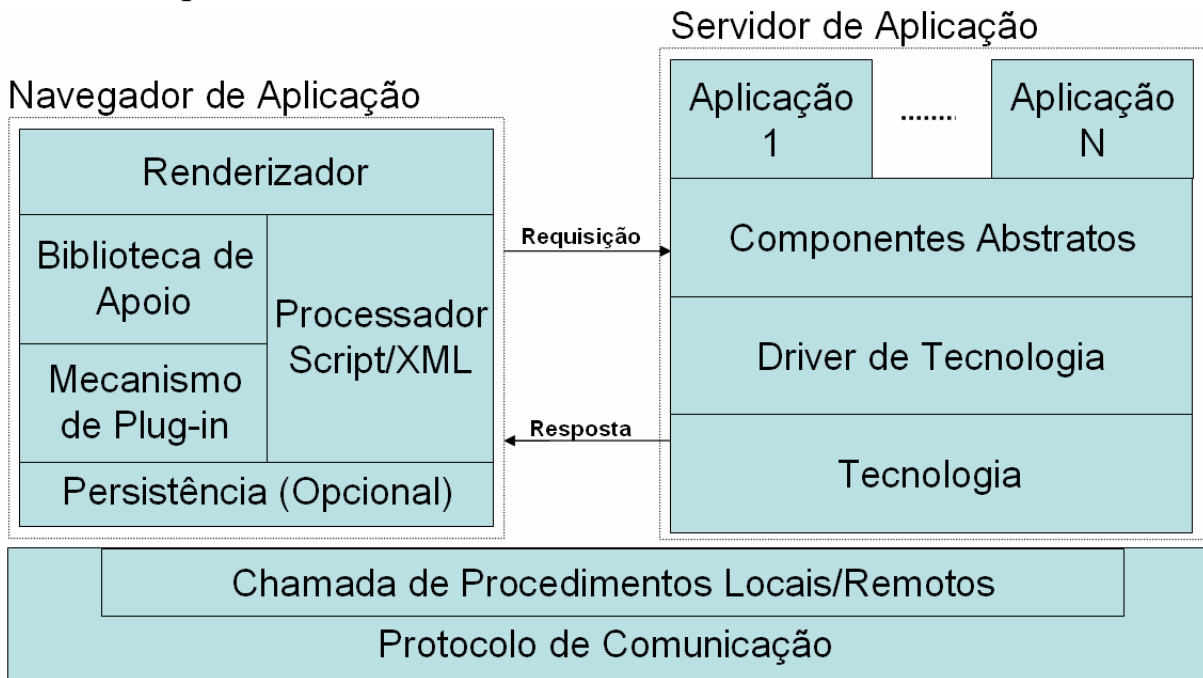 Servidor de Aplicação
Navegador de Aplicação
Renderizador
Biblioteca de
Apoio
Processador
Script/XML
Mecanismo
de Plug-in
Persistência (Opcional)
Requisição
Resposta
Aplicação
1
........
Aplicação
N
Componentes Abstratos
Driver de Tecnologia
Tecnologia
Chamada de Procedimentos Locais/Remotos
Protocolo de Comunicação